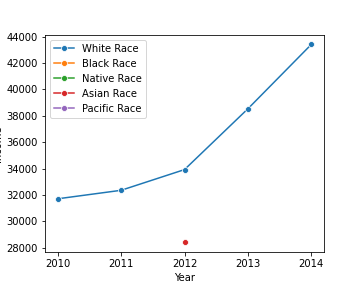 44000
42000
40000
38000
36000
34000
32000
30000
28000
White Race
Black Race
Native Race
Asian Race
Pacific Race
2010 2011 2012 2013 2014
Year